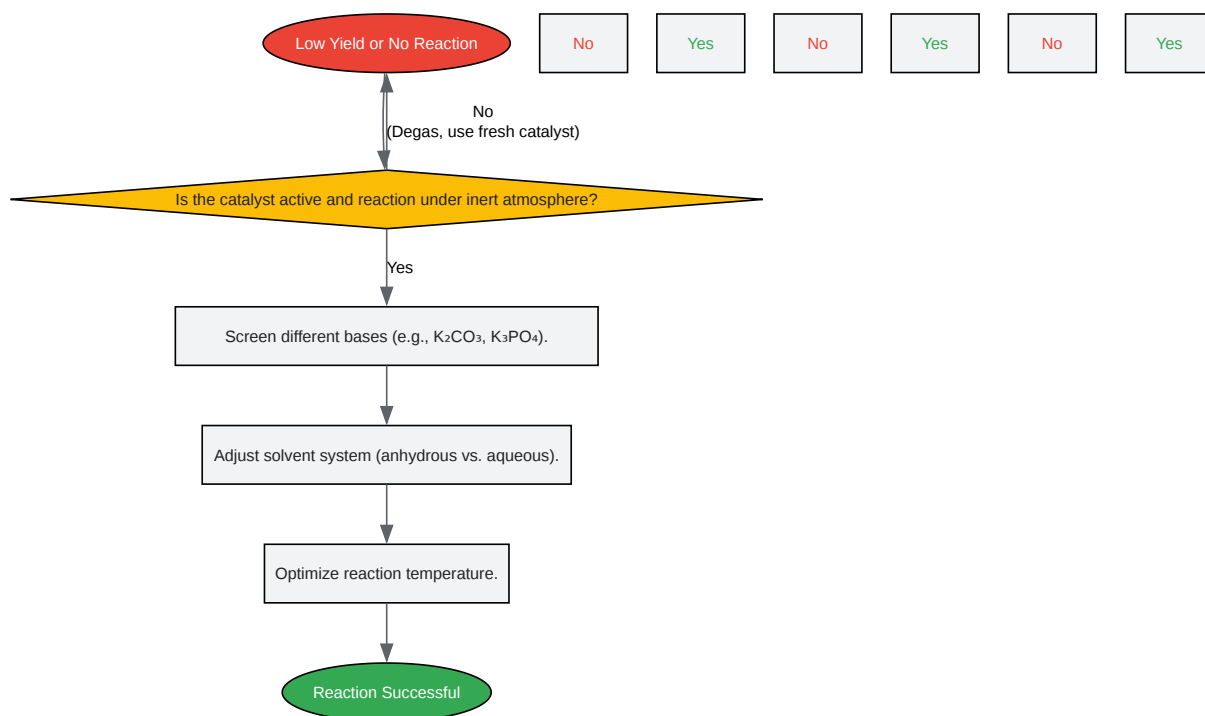 Low Yield or No Reaction
No
Yes
No
Yes
No
Yes
No
(Degas, use fresh catalyst)
Is the catalyst active and reaction under inert atmosphere?
Yes
Screen different bases (e.g., K₂CO₃, K₃PO₄).
Adjust solvent system (anhydrous vs. aqueous).
Optimize reaction temperature.
Reaction Successful